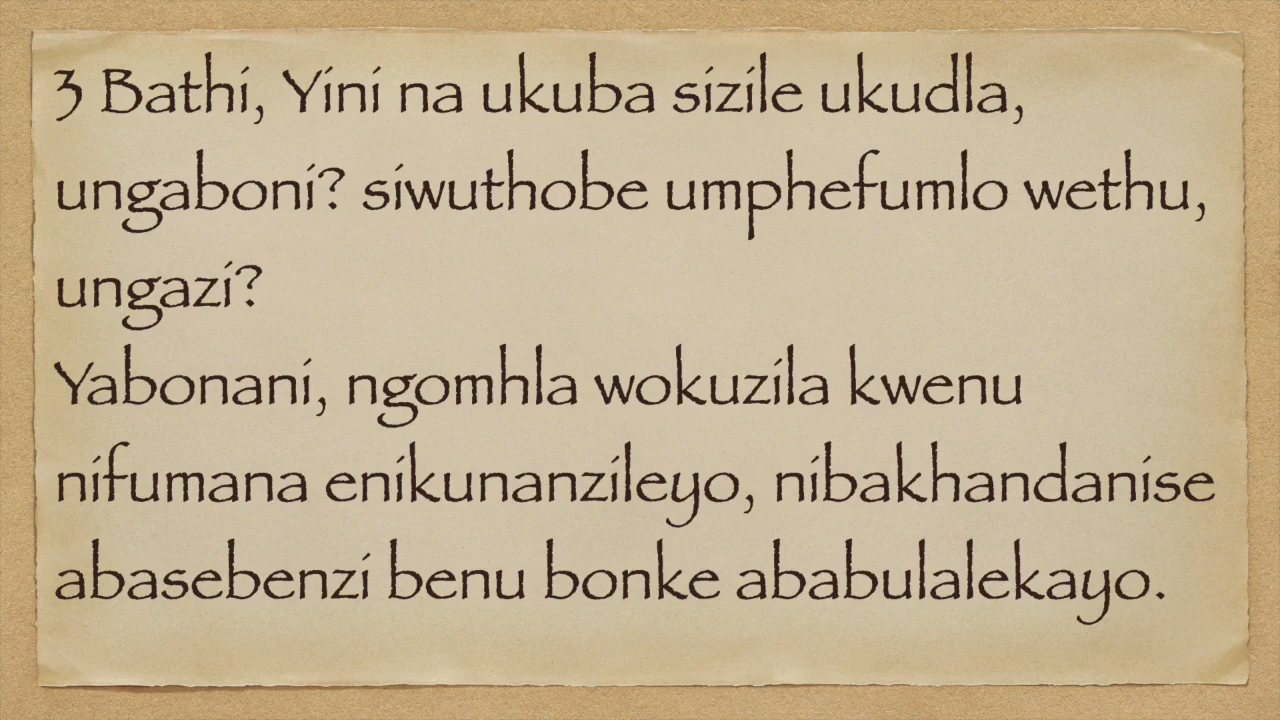 3 Bathi, Yini na ukuba sizile ukudla,
ungaboni? siwuthobe umphefumlo wethu,
ungazi?
Yabonani, ngomhla wokuzila kwenu
nifumana enikunanzileyo, nibakhandanise
abasebenzi benu bonke ababulalekayo.